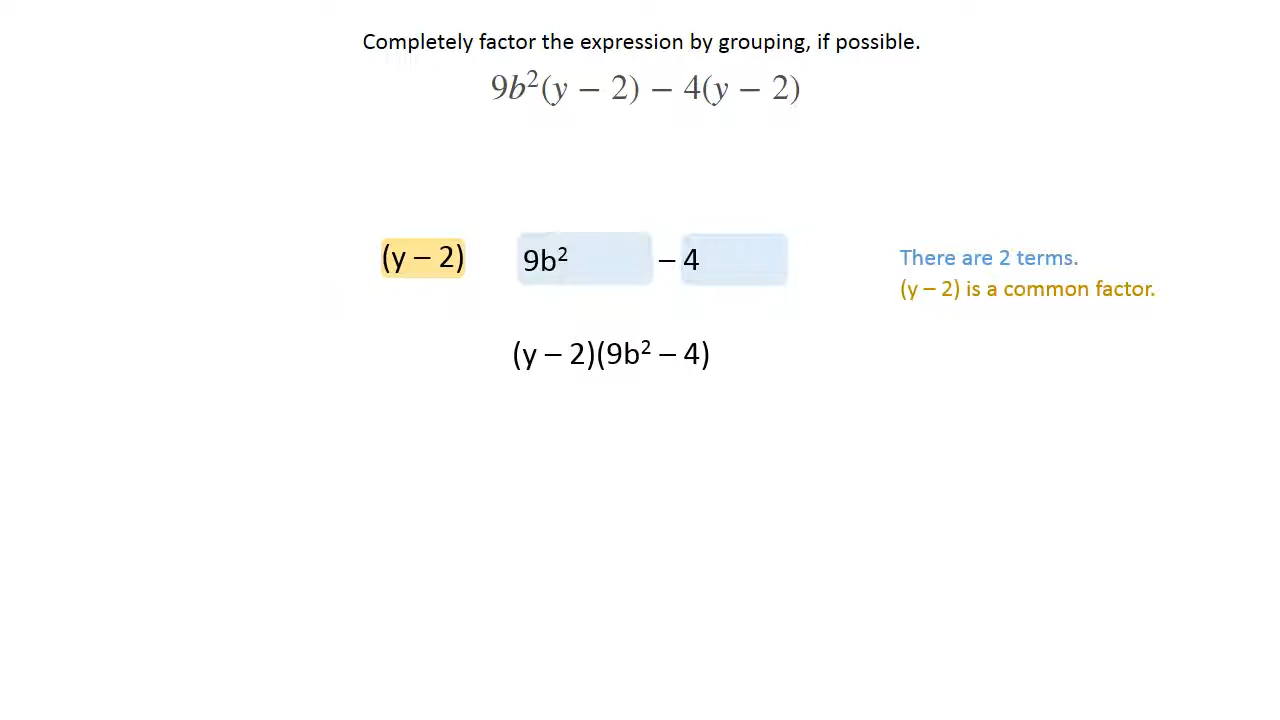 Completely factor the expression by grouping, if possible.
9b²(y − 2) − 4(y − 2)
(y – 2) 9b² – 4
There are 2 terms.
(y – 2) is a common factor.
(y – 2)(9b² – 4)